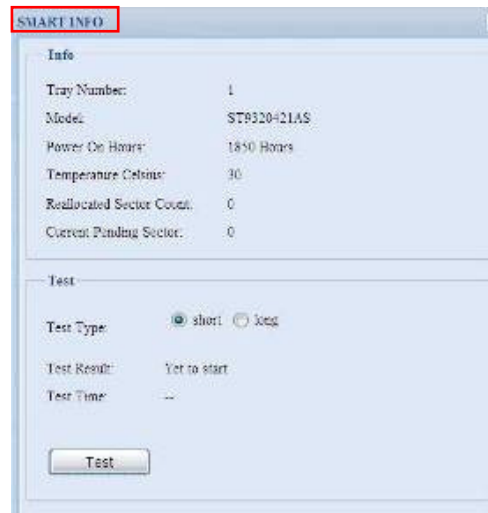 SMART INFO
Info
Tray Number: 1
Model: ST9320421AS
Power On Hours: 1850 Hours
Temperature Celsius: 30
Reallocated Sector Count: 0
Current Pending Sector: 0
Test
Test Type: short long
Test Result: Yet to start
Test Time: --
Test